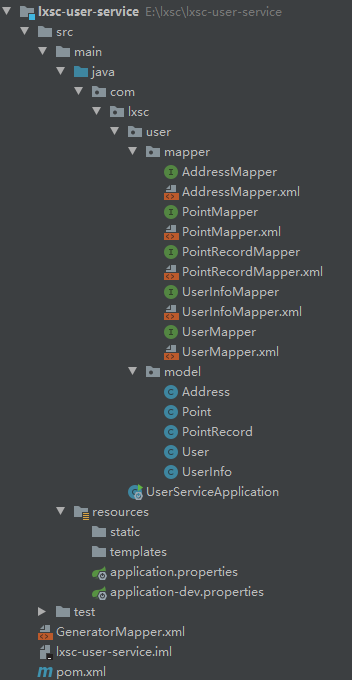 lxsc-user-service E:\lxsc\lxsc-user-service
src
main
java
com
lxsc
user
mapper
AddressMapper
AddressMapper.xml
PointMapper
PointMapper.xml
PointRecordMapper
PointRecordMapper.xml
UserInfoMapper
UserInfoMapper.xml
UserMapper
UserMapper.xml
model
Address
Point
PointRecord
User
UserInfo
UserServiceApplication
resources
static
templates
application.properties
application-dev.properties
test
GeneratorMapper.xml
lxsc-user-service.iml
pom.xml